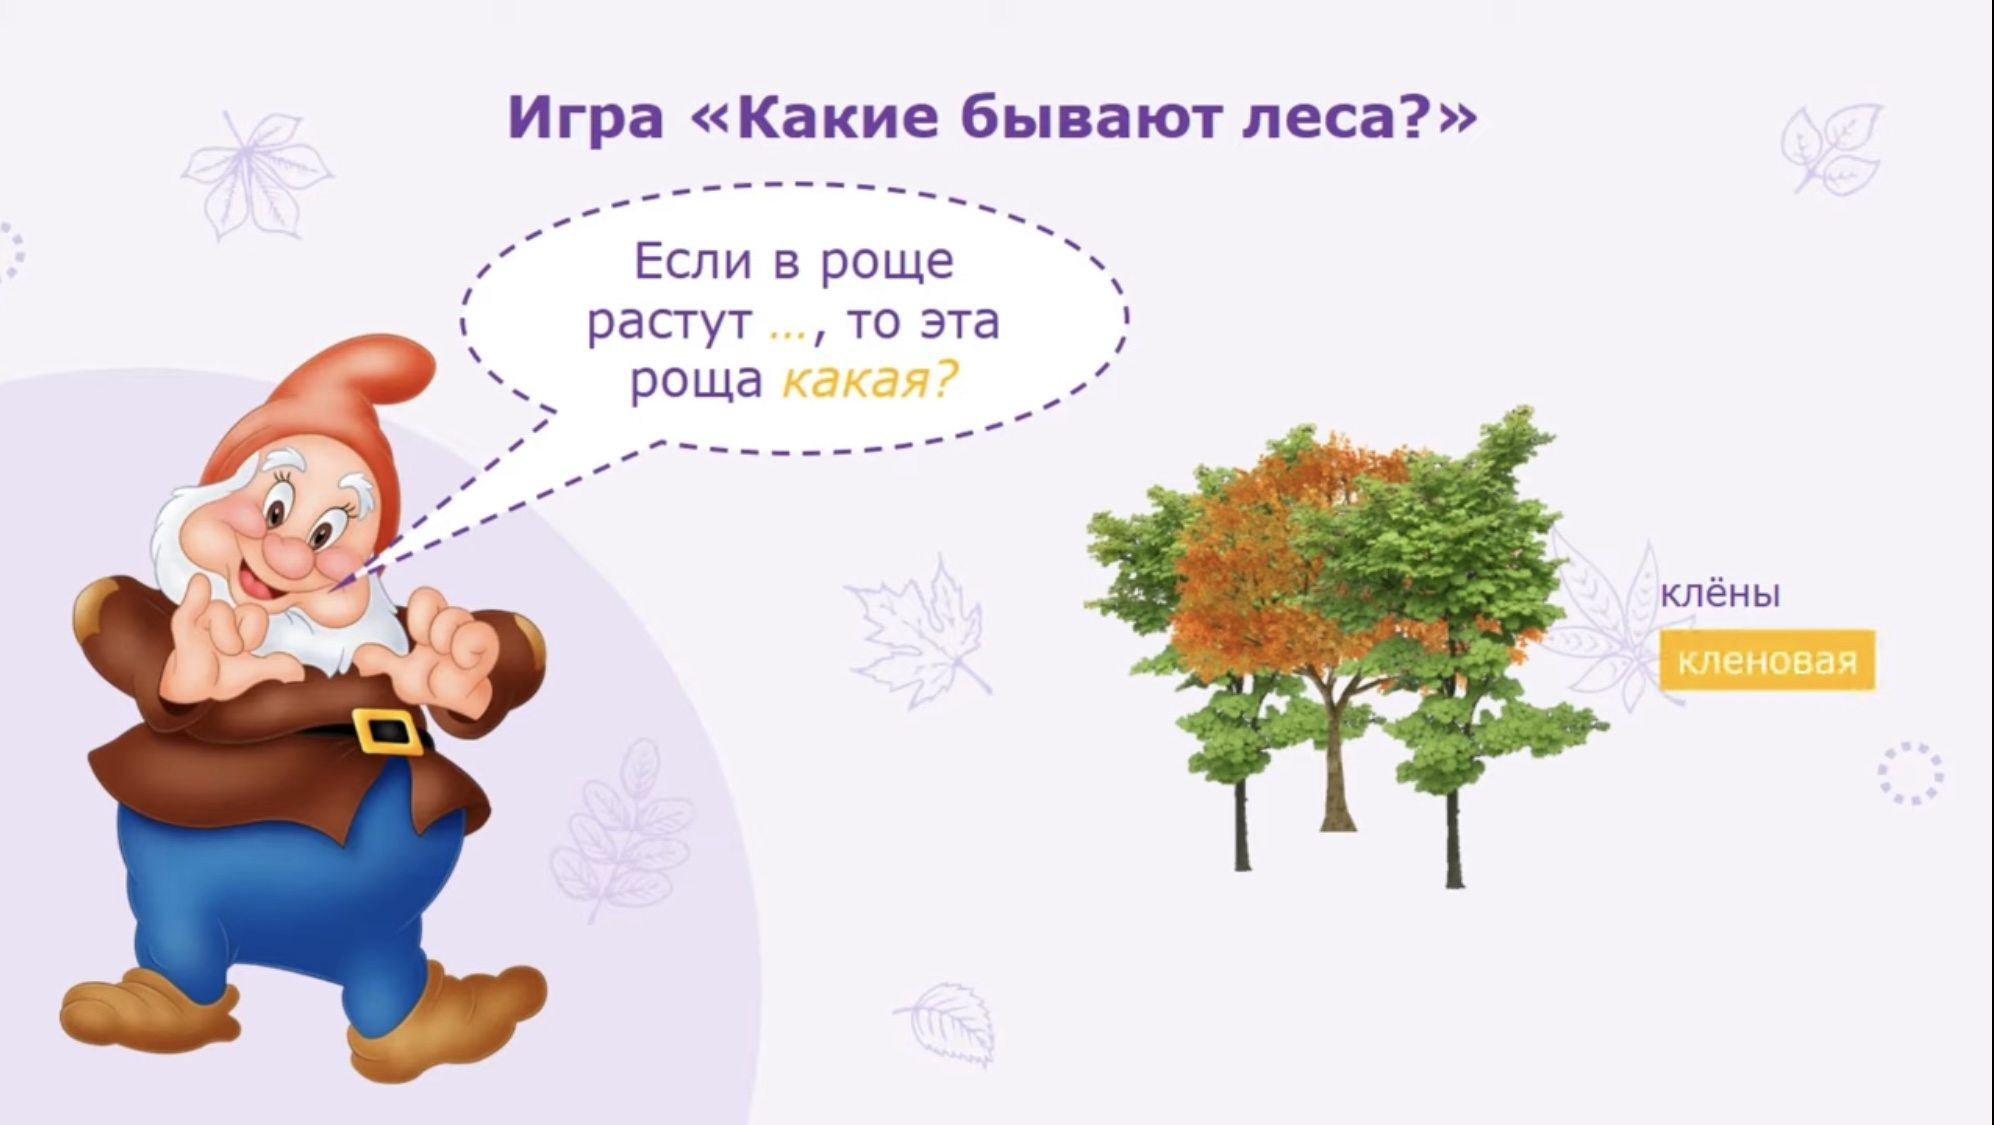 Игра «Какие бывают леса?»
Если в роще
растут ..., то эта
роща какая?
клёны
кленовая